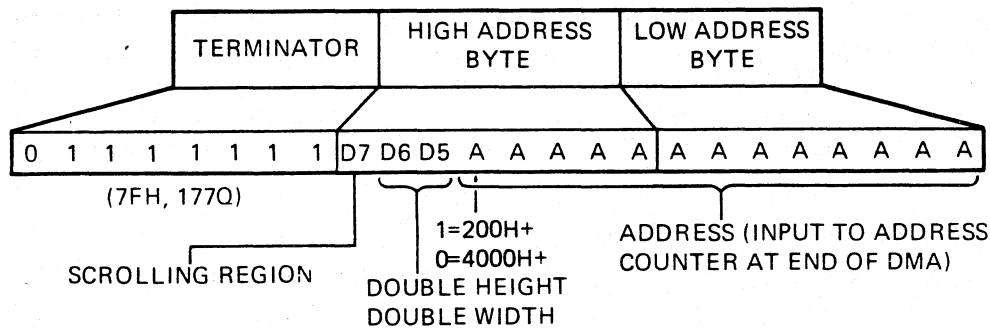 TERMINATOR
HIGH ADDRESS
BYTE
LOW ADDRESS
BYTE
0 1 1 1 1 1 1 1 D7 D6 D5 A A A A A A A A A A A A A
(7FH, 177Q)
SCROLLING REGION
1=200H+
0=4000H+
DOUBLE HEIGHT
DOUBLE WIDTH
ADDRESS (INPUT TO ADDRESS
COUNTER AT END OF DMA)